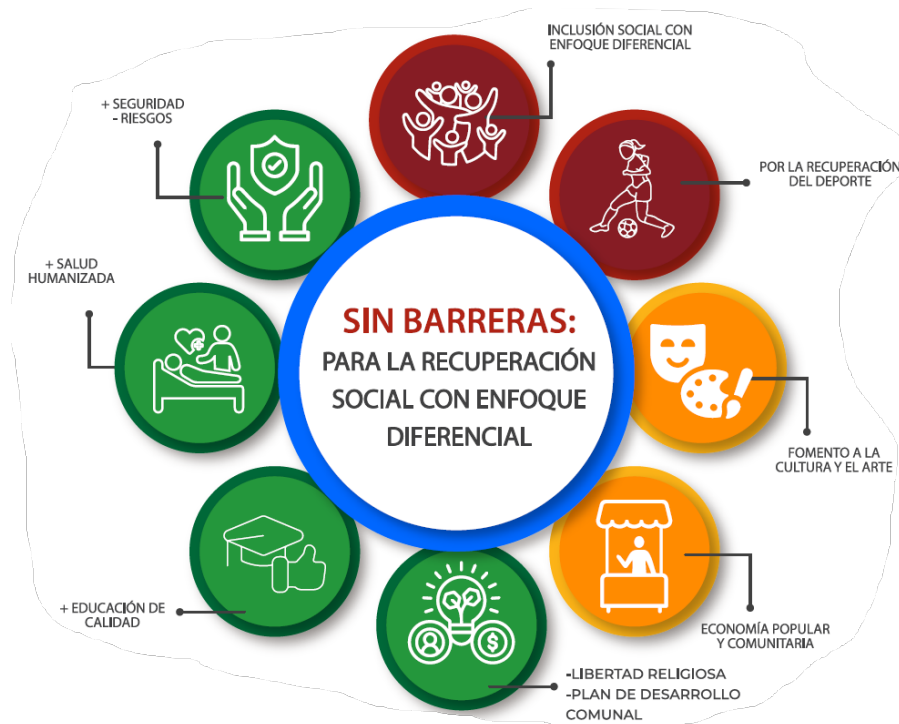 SIN BARRERAS:
PARA LA RECUPERACIÓN
SOCIAL CON ENFOQUE
DIFERENCIAL
INCLUSIÓN SOCIAL CON
ENFOQUE DIFERENCIAL
POR LA RECUPERACIÓN
DEL DEPORTE
FOMENTO A LA
CULTURA Y EL ARTE
ECONOMÍA POPULAR
Y COMUNITARIA
-LIBERTAD RELIGIOSA
-PLAN DE DESARROLLO
COMUNAL
+ EDUCACIÓN DE
CALIDAD
+ SALUD
HUMANIZADA
+ SEGURIDAD
- RIESGOS
$